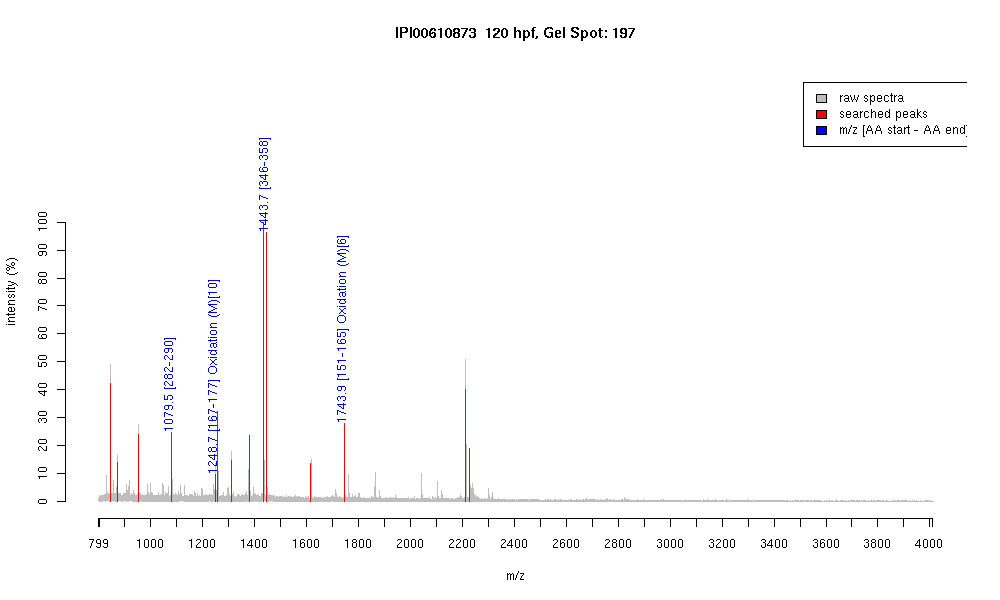 IPI00610873 120 hpf, Gel Spot: 197
raw spectra
searched peaks
m/z [AA start - AA end]
1443.7 [346-358]
1743.9 [151-165] Oxidation (M)[6]
1248.7 [167-177] Oxidation (M)[10]
1079.5 [282-290]
intensity (%)
100
90
80
70
60
50
40
30
20
10
0
799 1000 1200 1400 1600 1800 2000 2200 2400 2600 2800 3000 3200 3400 3600 3800 4000
m/z